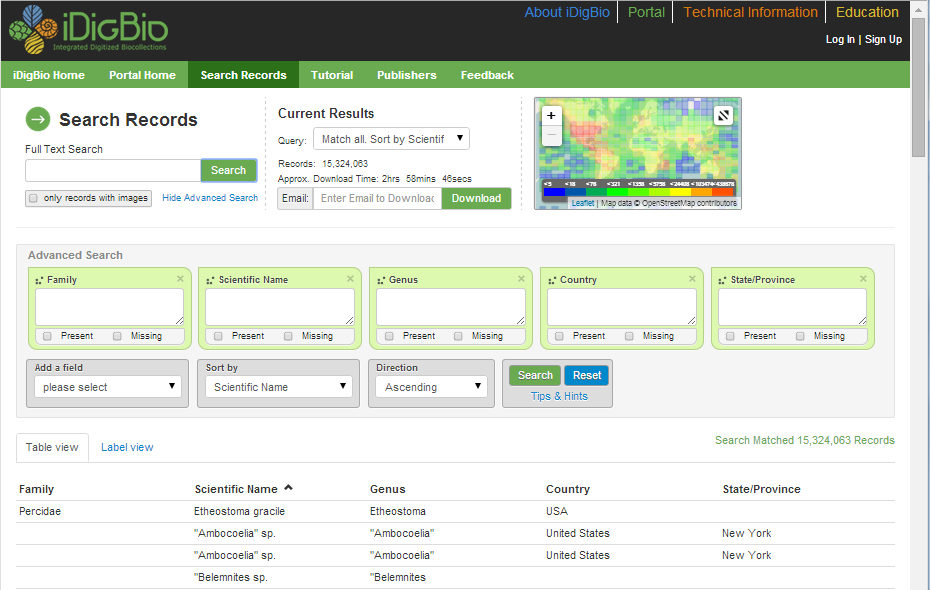 About iDigBio Portal Technical Information Education
iDigBio
Integrated Digitized Biocollections
Log In | Sign Up
iDigBio Home Portal Home Search Records Tutorial Publishers Feedback
Search Records
Full Text Search
Search
only records with images Hide Advanced Search
Current Results
Query: Match all. Sort by Scientif
Records: 15,324,063
Approx. Download Time: 2hrs 58mins 46secs
Email: Enter Email to Download Download
+
−
Leaflet | Map data © OpenStreetMap contributors
Advanced Search
Family × Scientific Name × Genus × Country × State/Province ×
Present Missing Present Missing Present Missing Present Missing Present Missing
Add a field Sort by Direction
please select Scientific Name Ascending Search Reset
Tips & Hints
Table view Label view Search Matched 15,324,063 Records
Family Scientific Name Genus Country State/Province
Percidae Etheostoma gracile Etheostoma USA
"Ambocoelia" sp. "Ambocoelia" United States New York
"Ambocoelia" sp. "Ambocoelia" United States New York
"Belemnites sp. "Belemnites